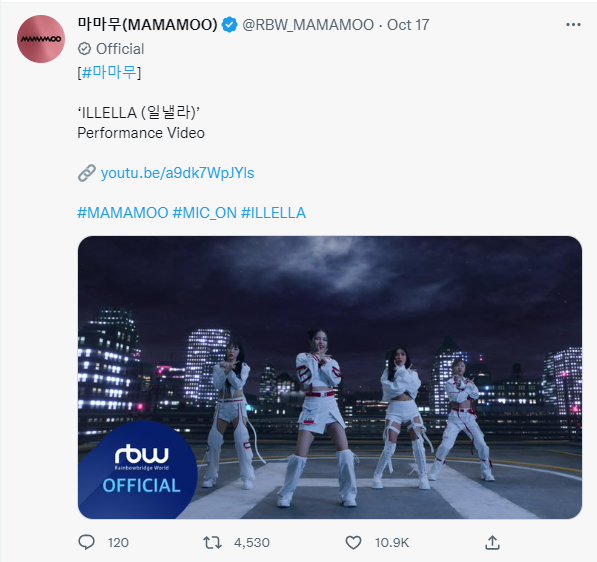 MAMAMOO
마마무(MAMAMOO) @RBW_MAMAMOO · Oct 17
Official
[#마마무]
‘ILLELLA (일낼라)’
Performance Video
youtu.be/a9dk7WpJYls
#MAMAMOO #MIC_ON #ILLELLA
rbw
Rainbowbridge World
OFFICIAL
120 4,530 10.9K